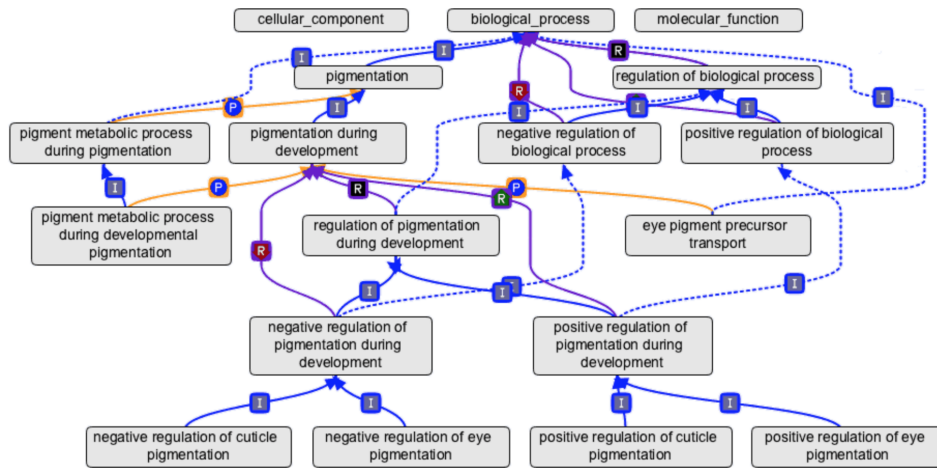 cellular_component
biological_process
molecular_function
I
I
R
pigmentation
regulation of biological process
P
I
R
I
I
I
I
pigment metabolic process
during pigmentation
pigmentation during
development
negative regulation of
biological process
positive regulation of biological
process
I
P
R
R
P
pigment metabolic process
during developmental
pigmentation
regulation of pigmentation
during development
eye pigment precursor
transport
R
I
I
I
I
negative regulation of
pigmentation during
development
positive regulation of
pigmentation during
development
I
I
I
I
negative regulation of cuticle
pigmentation
negative regulation of eye
pigmentation
positive regulation of cuticle
pigmentation
positive regulation of eye
pigmentation